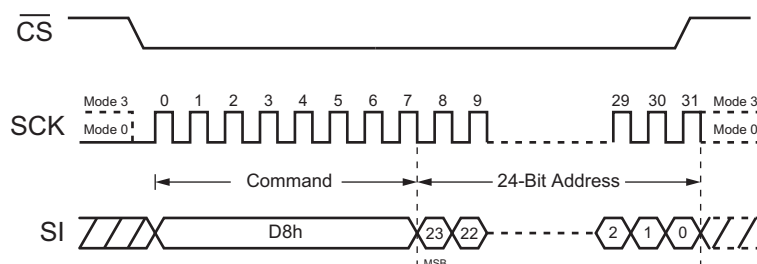 CS
Mode 3 0 1 2 3 4 5 6 7 8 9 29 30 31 Mode 3
SCK
Mode 0 Mode 0
Command 24-Bit Address
SI D8h 23 22 2 1 0
MSB